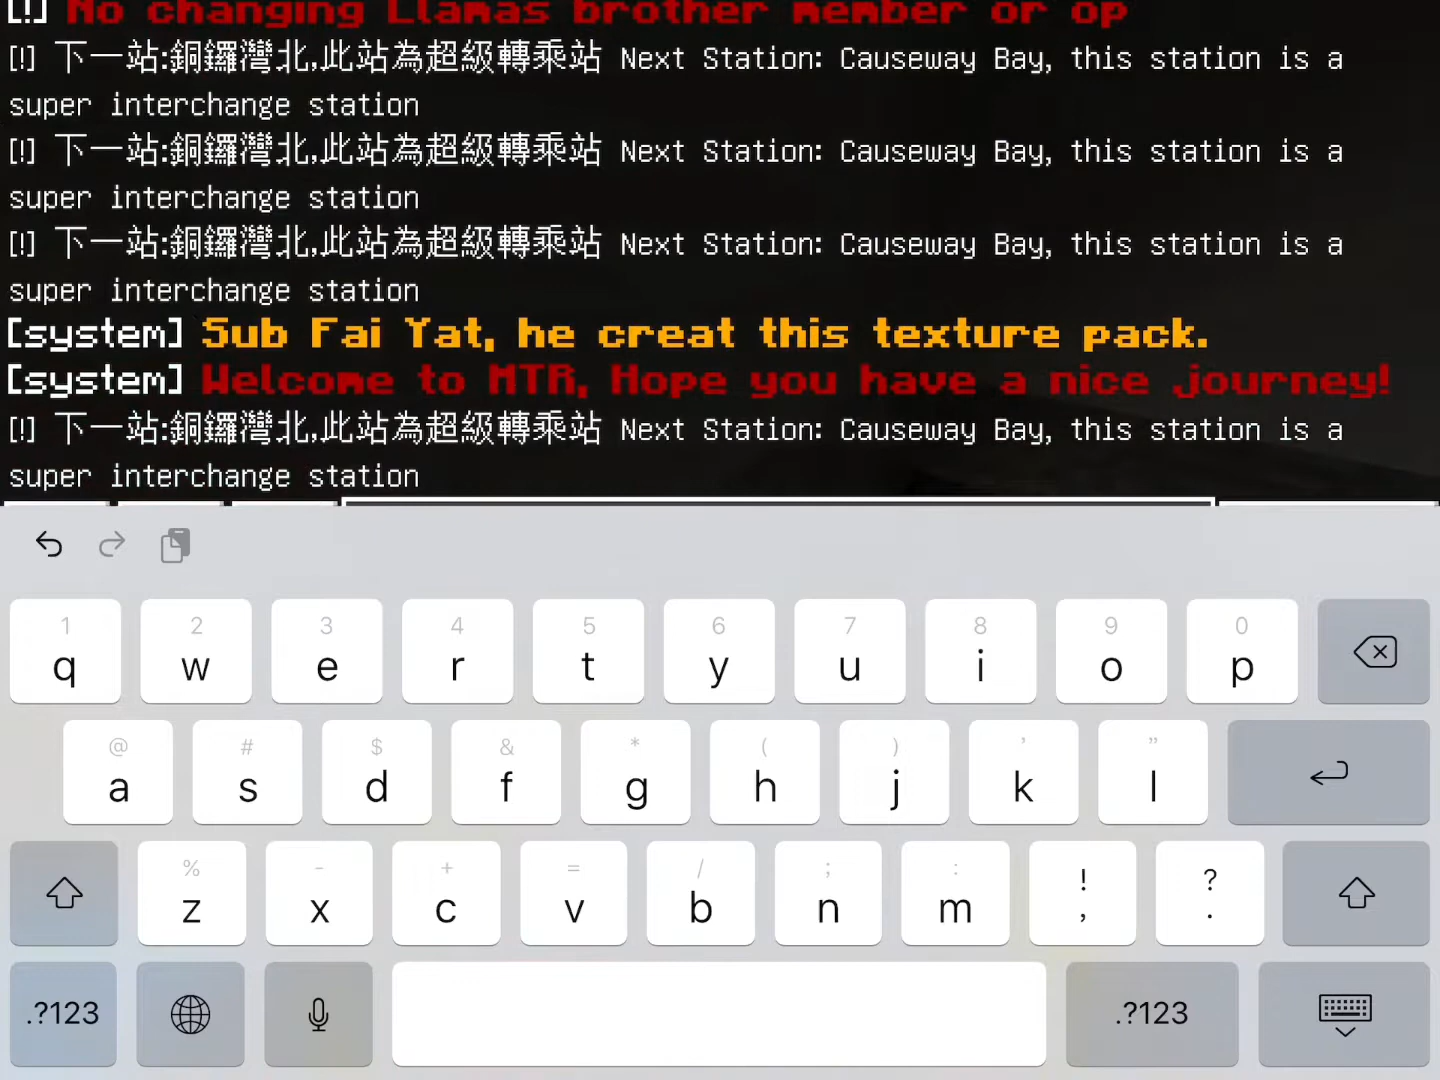 [!] No changing Llamas brother member or op
[!] 下一站:銅鑼灣北,此站為超級轉乘站 Next Station: Causeway Bay, this station is a
super interchange station
[!] 下一站:銅鑼灣北,此站為超級轉乘站 Next Station: Causeway Bay, this station is a
super interchange station
[!] 下一站:銅鑼灣北,此站為超級轉乘站 Next Station: Causeway Bay, this station is a
super interchange station
[system] Sub Fai Yat, he creat this texture pack.
[system] Welcome to MTR, Hope you have a nice journey!
[!] 下一站:銅鑼灣北,此站為超級轉乘站 Next Station: Causeway Bay, this station is a
super interchange station
1 2 3 4 5 6 7 8 9 0
q w e r t y u i o p
@ # $ & * ( ) ' "
a s d f g h j k l
% - + = / ; : ! ?
z x c v b n m , .
.?123 .?123